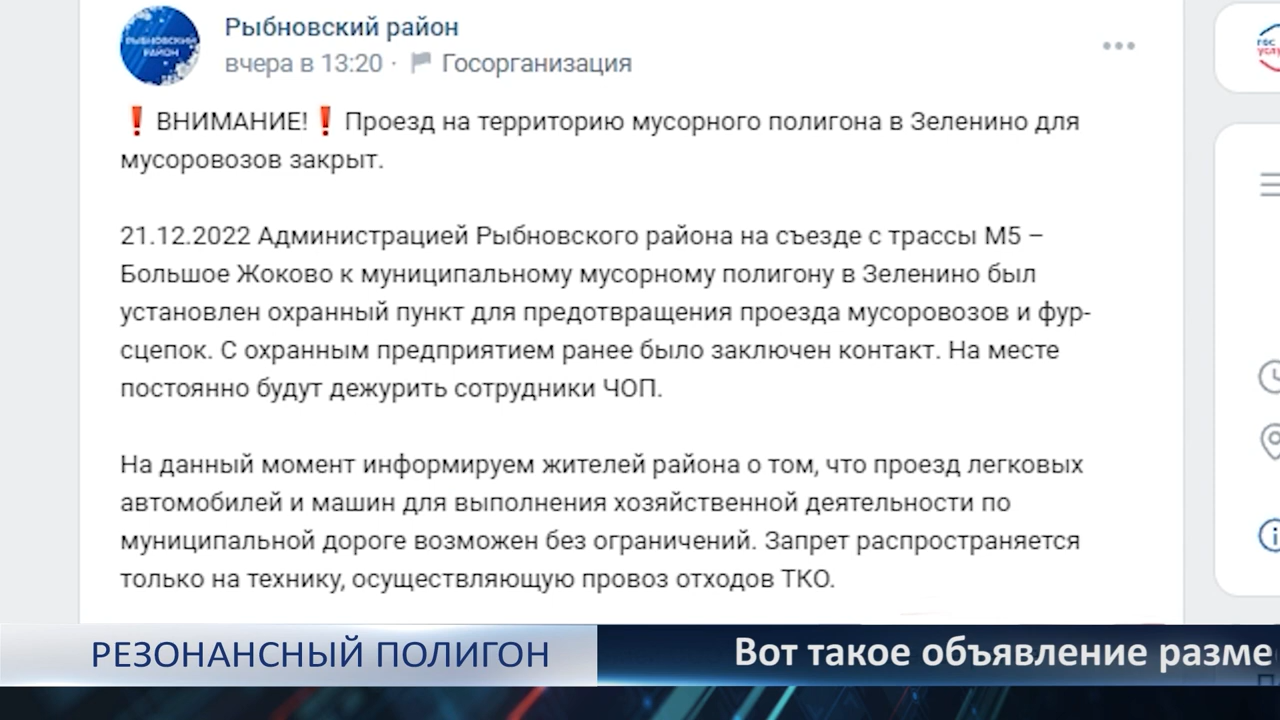 РЫБНОВСКИЙ
РАЙОН
Рыбновский район
вчера в 13:20 · Госорганизация
❗ВНИМАНИЕ!❗Проезд на территорию мусорного полигона в Зеленино для
мусоровозов закрыт.
21.12.2022 Администрацией Рыбновского района на съезде с трассы М5 –
Большое Жоково к муниципальному мусорному полигону в Зеленино был
установлен охранный пункт для предотвращения проезда мусоровозов и фур-
сцепок. С охранным предприятием ранее было заключен контакт. На месте
постоянно будут дежурить сотрудники ЧОП.
На данный момент информируем жителей района о том, что проезд легковых
автомобилей и машин для выполнения хозяйственной деятельности по
муниципальной дороге возможен без ограничений. Запрет распространяется
только на технику, осуществляющую провоз отходов ТКО.
РЕЗОНАНСНЫЙ ПОЛИГОН
Вот такое объявление разме